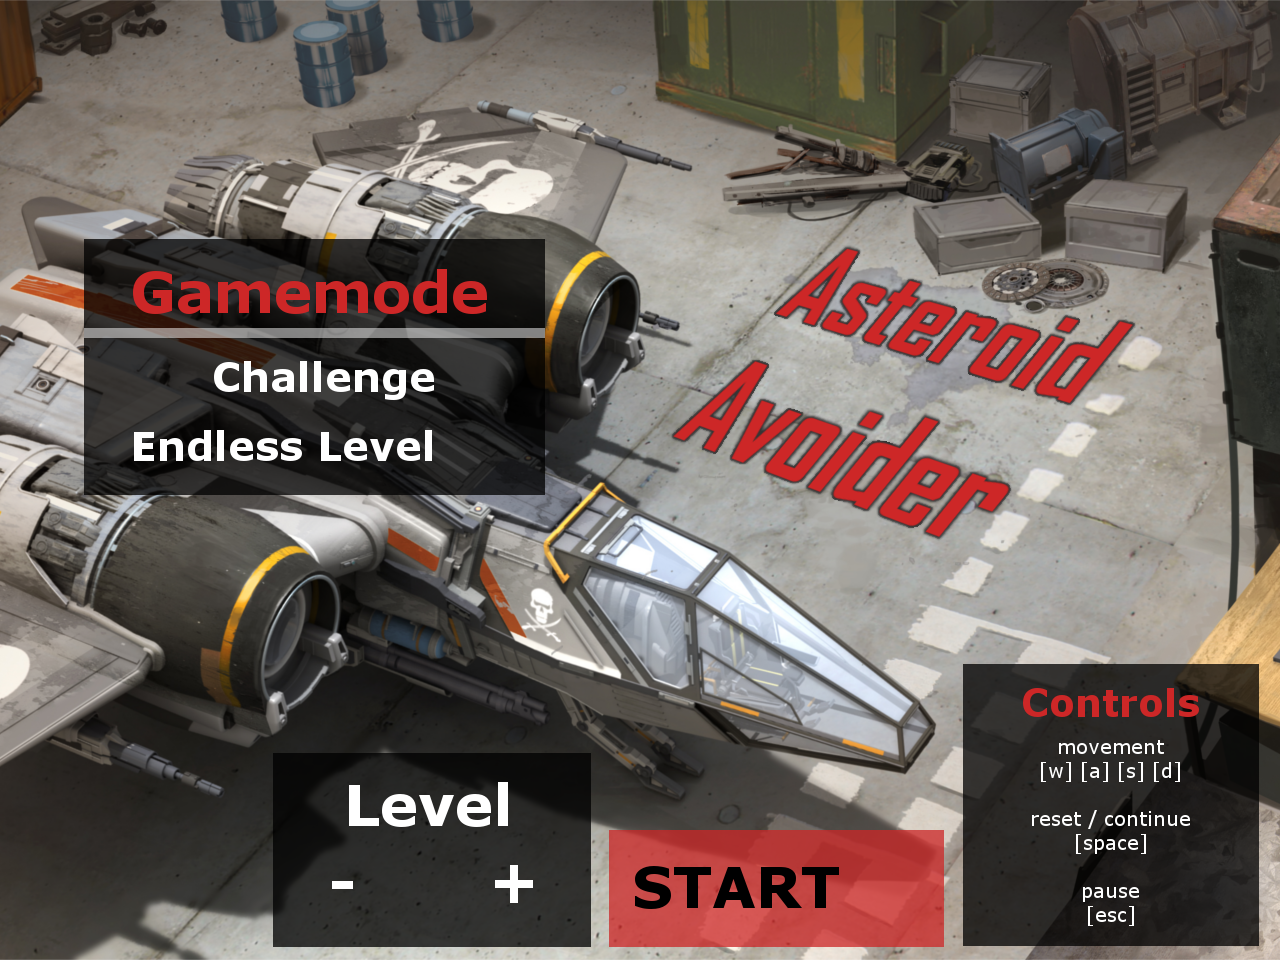 Gamemode
Challenge
Endless Level
Asteroid
Avoider
Level
- +
START
Controls
movement
[w] [a] [s] [d]
reset / continue
[space]
pause
[esc]